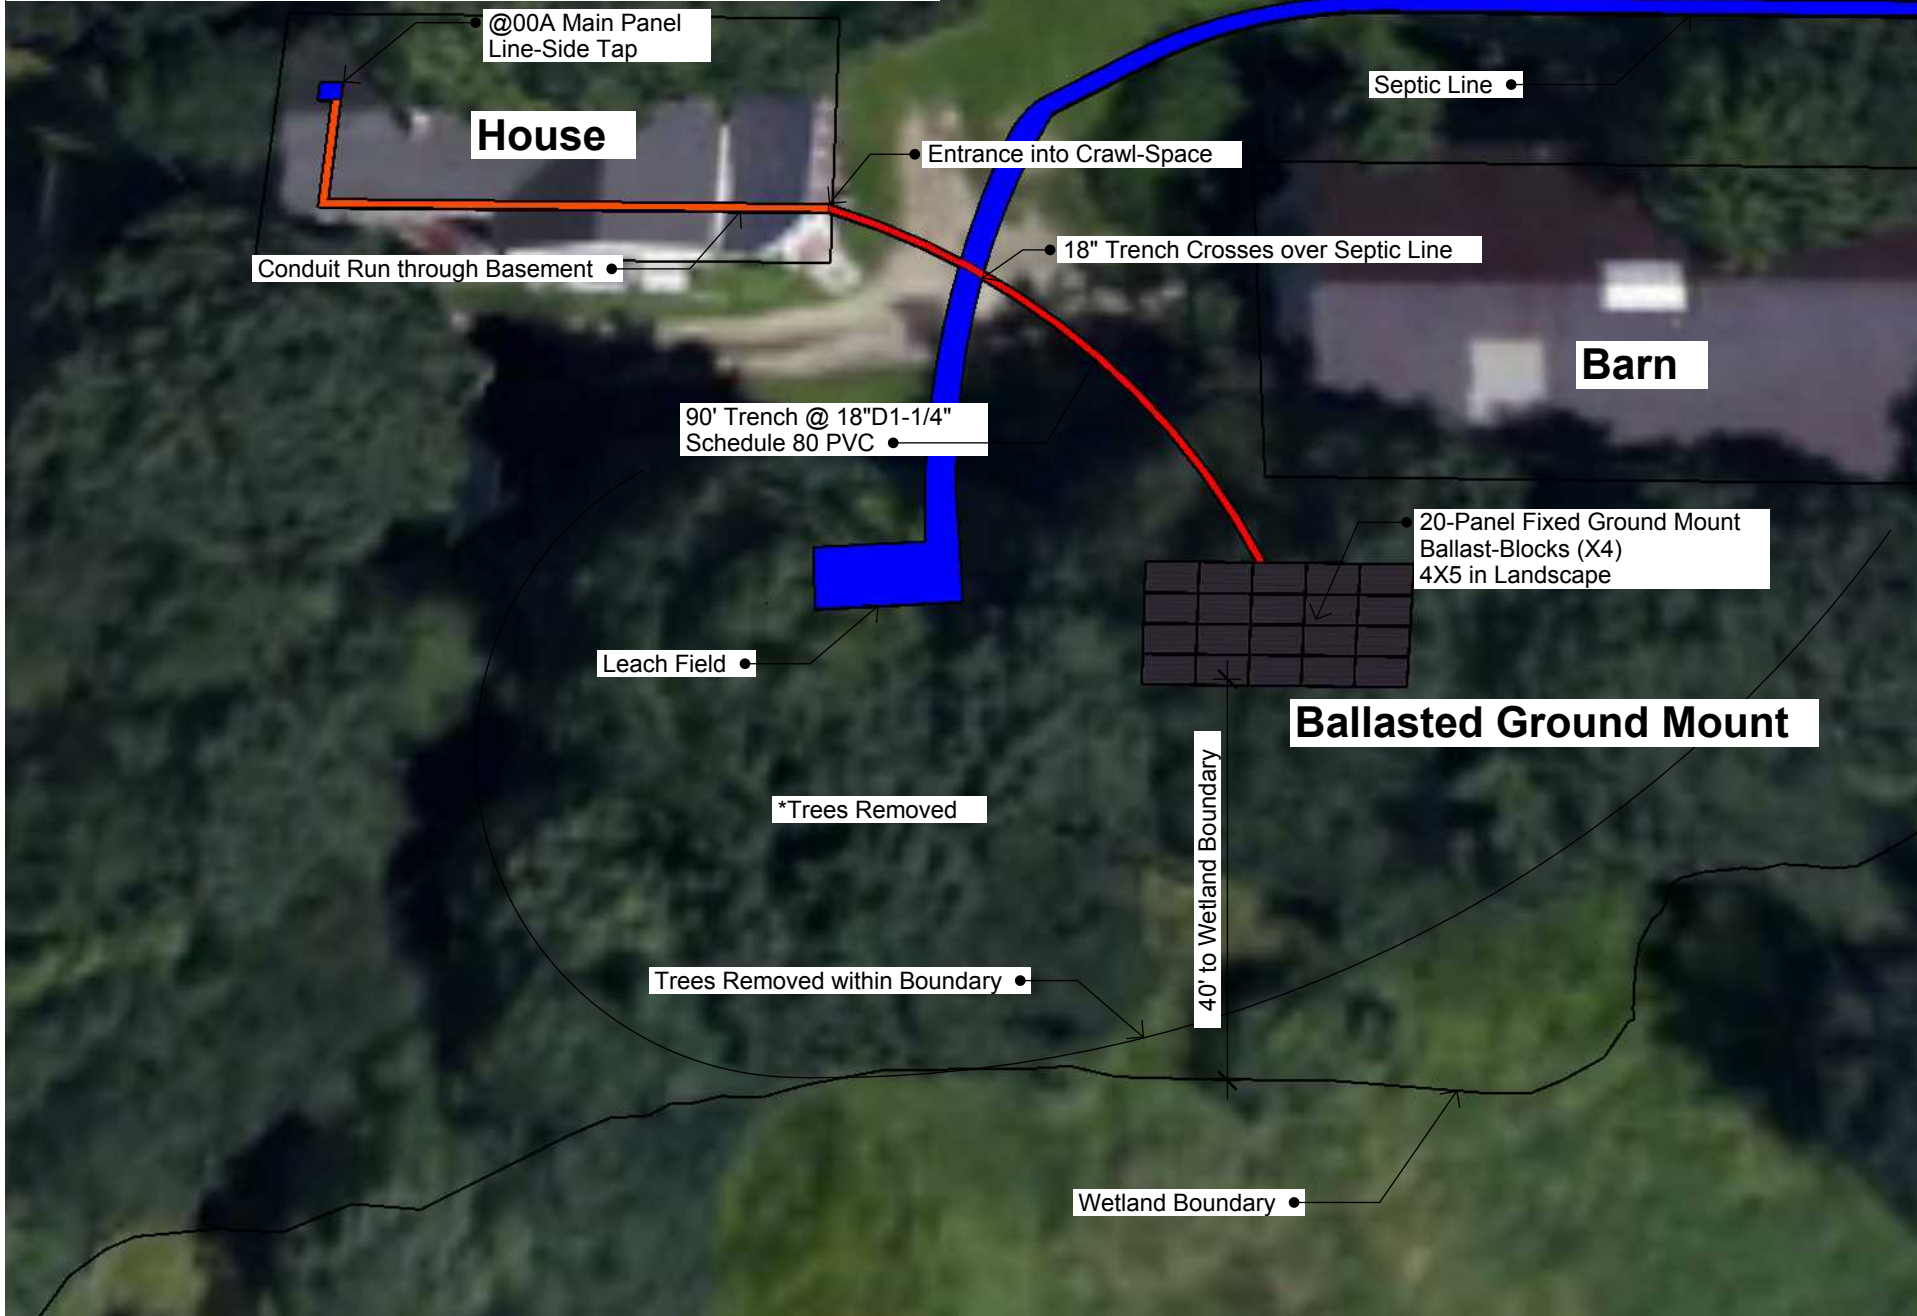 @00A Main Panel
Line-Side Tap
Septic Line
House
Entrance into Crawl-Space
18" Trench Crosses over Septic Line
Conduit Run through Basement
Barn
90' Trench @ 18"D1-1/4"
Schedule 80 PVC
20-Panel Fixed Ground Mount
Ballast-Blocks (X4)
4X5 in Landscape
Leach Field
Ballasted Ground Mount
*Trees Removed
40' to Wetland Boundary
Trees Removed within Boundary
Wetland Boundary